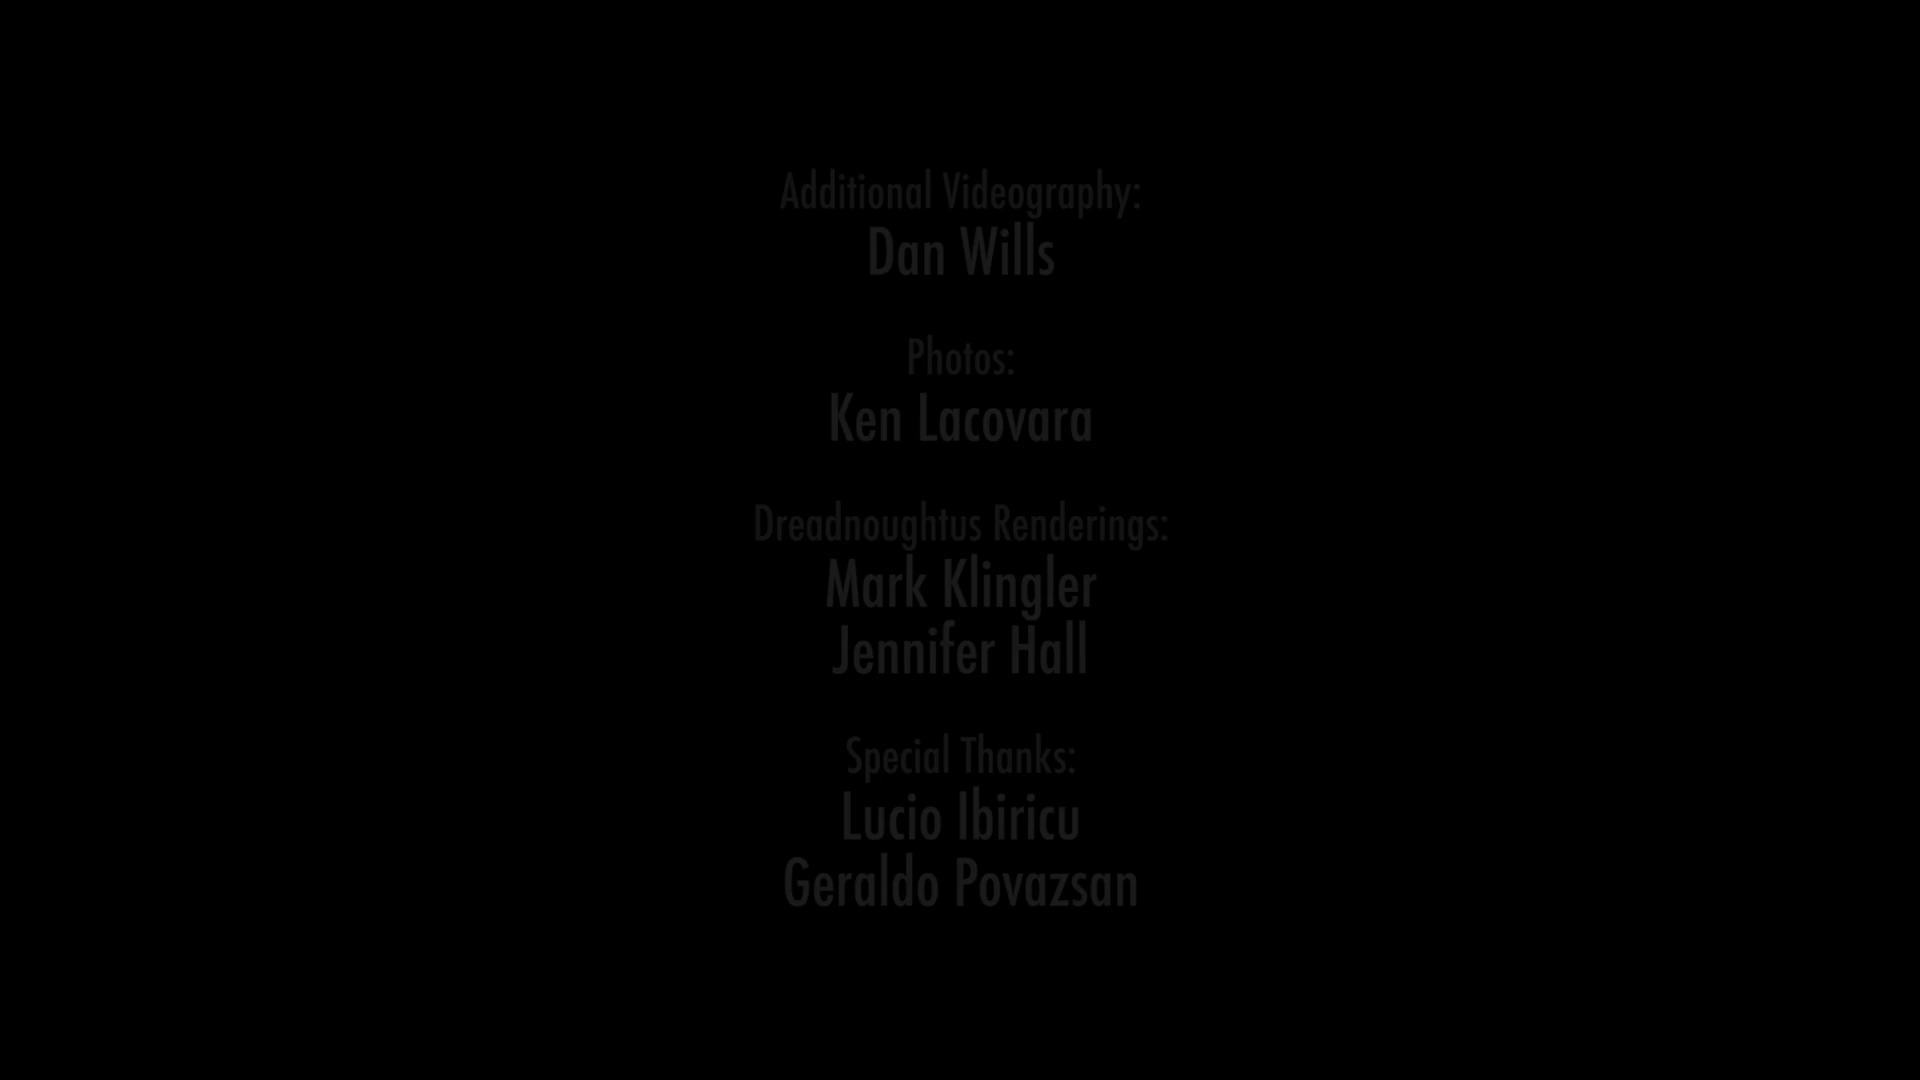 Additional Videography:
Dan Wills
Photos:
Ken Lacovara
Dreadnoughtus Renderings:
Mark Klingler
Jennifer Hall
Special Thanks:
Lucio Ibiricu
Geraldo Povazsan